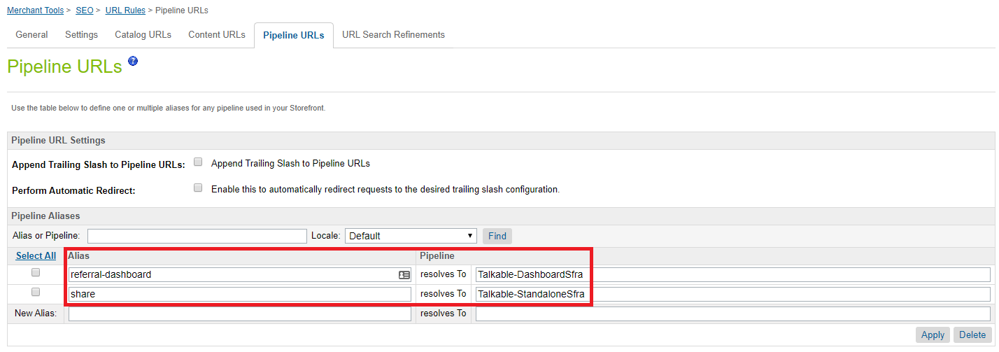 Merchant Tools > SEO > URL Rules > Pipeline URLs
General Settings Catalog URLs Content URLs Pipeline URLs URL Search Refinements
Pipeline URLs ?
Use the table below to define one or multiple aliases for any pipeline used in your Storefront.
Pipeline URL Settings
Append Trailing Slash to Pipeline URLs: Append Trailing Slash to Pipeline URLs
Perform Automatic Redirect: Enable this to automatically redirect requests to the desired trailing slash configuration.
Pipeline Aliases
Alias or Pipeline: Locale: Default Find
Select All Alias Pipeline
referral-dashboard resolves To Talkable-DashboardSfra
share resolves To Talkable-StandaloneSfra
New Alias: resolves To
Apply Delete